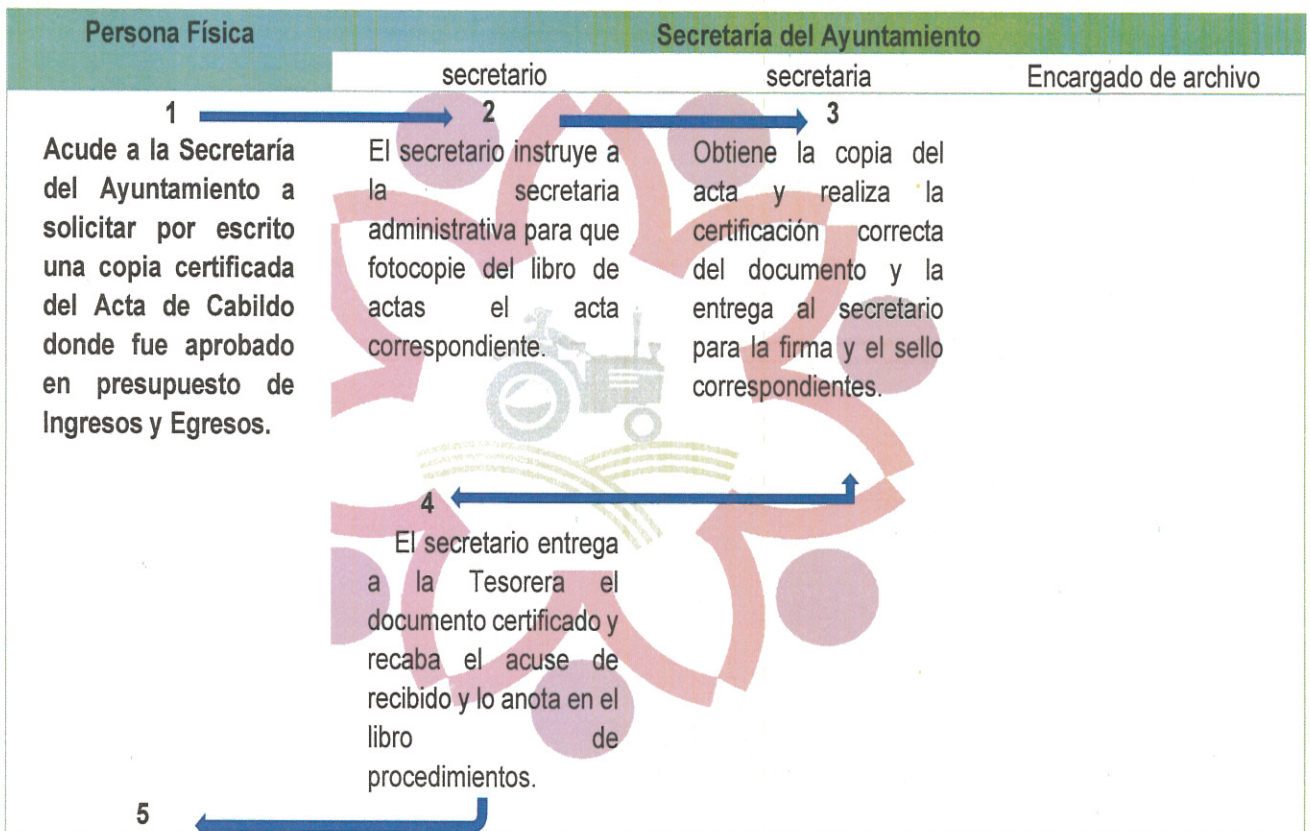 Persona Física
Secretaría del Ayuntamiento
secretario
secretaria
Encargado de archivo
1
Acude a la Secretaría
del Ayuntamiento a
solicitar por escrito
una copia certificada
del Acta de Cabildo
donde fue aprobado
en presupuesto de
Ingresos y Egresos.
2
El secretario instruye a
la secretaria
administrativa para que
fotocopie del libro de
actas el acta
correspondiente.
3
Obtiene la copia del
acta y realiza la
certificación correcta
del documento y la
entrega al secretario
para la firma y el sello
correspondientes.
4
El secretario entrega
a la Tesorera el
documento certificado y
recaba el acuse de
recibido y lo anota en el
libro de
procedimientos.
5